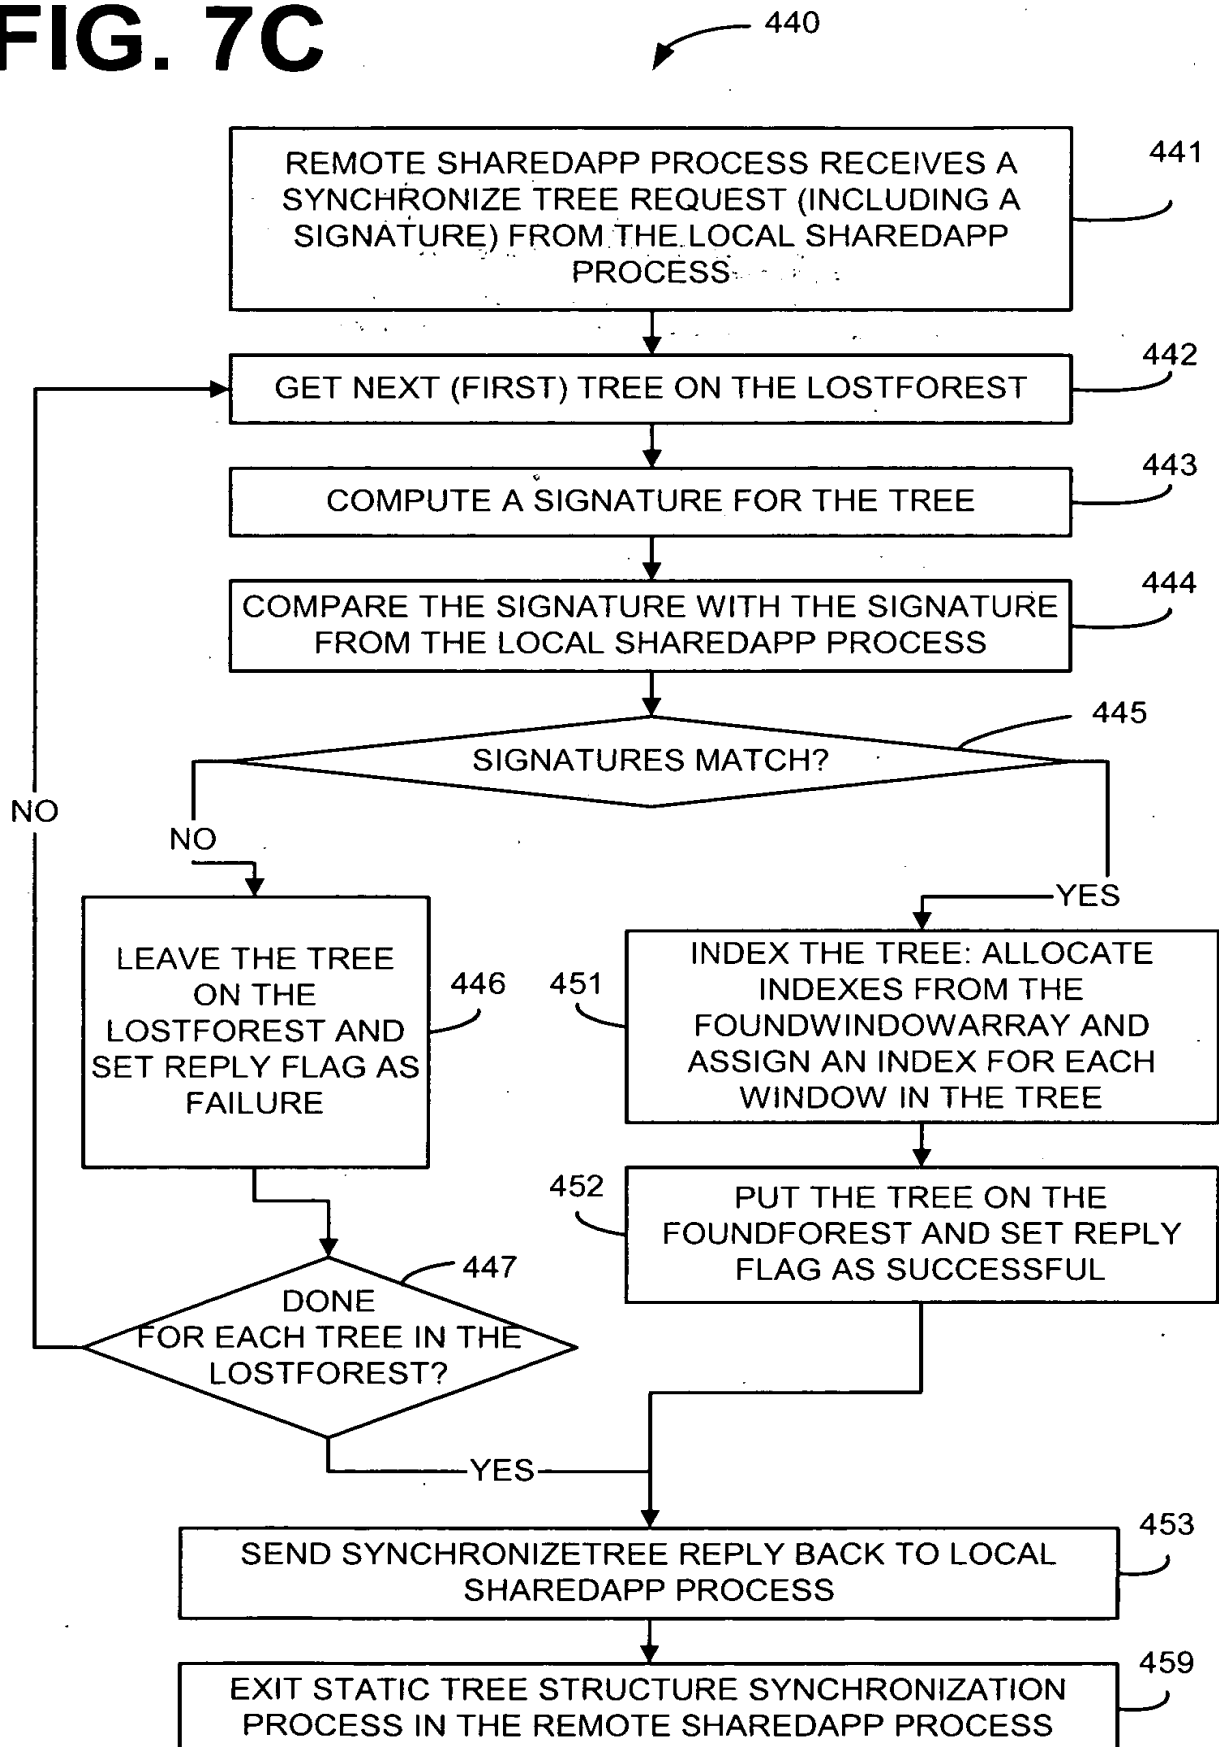 FIG. 7C
440
REMOTE SHAREDAPP PROCESS RECEIVES A
SYNCHRONIZE TREE REQUEST (INCLUDING A
SIGNATURE) FROM THE LOCAL SHAREDAPP
PROCESS
441
GET NEXT (FIRST) TREE ON THE LOSTFOREST
442
COMPUTE A SIGNATURE FOR THE TREE
443
COMPARE THE SIGNATURE WITH THE SIGNATURE
FROM THE LOCAL SHAREDAPP PROCESS
444
SIGNATURES MATCH?
445
NO
NO
YES
LEAVE THE TREE
ON THE
LOSTFOREST AND
SET REPLY FLAG AS
FAILURE
446
451
INDEX THE TREE: ALLOCATE
INDEXES FROM THE
FOUNDWINDOWARRAY AND
ASSIGN AN INDEX FOR EACH
WINDOW IN THE TREE
452
PUT THE TREE ON THE
FOUNDFOREST AND SET REPLY
FLAG AS SUCCESSFUL
447
DONE
FOR EACH TREE IN THE
LOSTFOREST?
YES
SEND SYNCHRONIZETREE REPLY BACK TO LOCAL
SHAREDAPP PROCESS
453
EXIT STATIC TREE STRUCTURE SYNCHRONIZATION
PROCESS IN THE REMOTE SHAREDAPP PROCESS
459